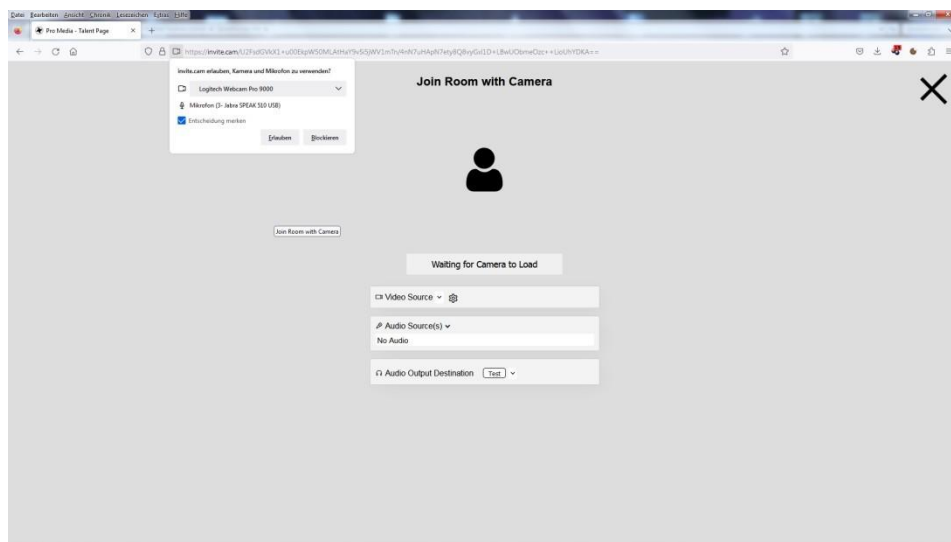 Datei Bearbeiten Ansicht Chronik Lesezeichen Extras Hilfe
Pro Media - Talent Page
invite.cam erlauben, Kamera und Mikrofon zu verwenden?
Logitech Webcam Pro 9000
Mikrofon (3- Jabra SPEAK 510 USB)
Entscheidung merken
Erlauben Blockieren
Join Room with Camera
Join Room with Camera
Waiting for Camera to Load
Video Source
Audio Source(s)
No Audio
Audio Output Destination Test